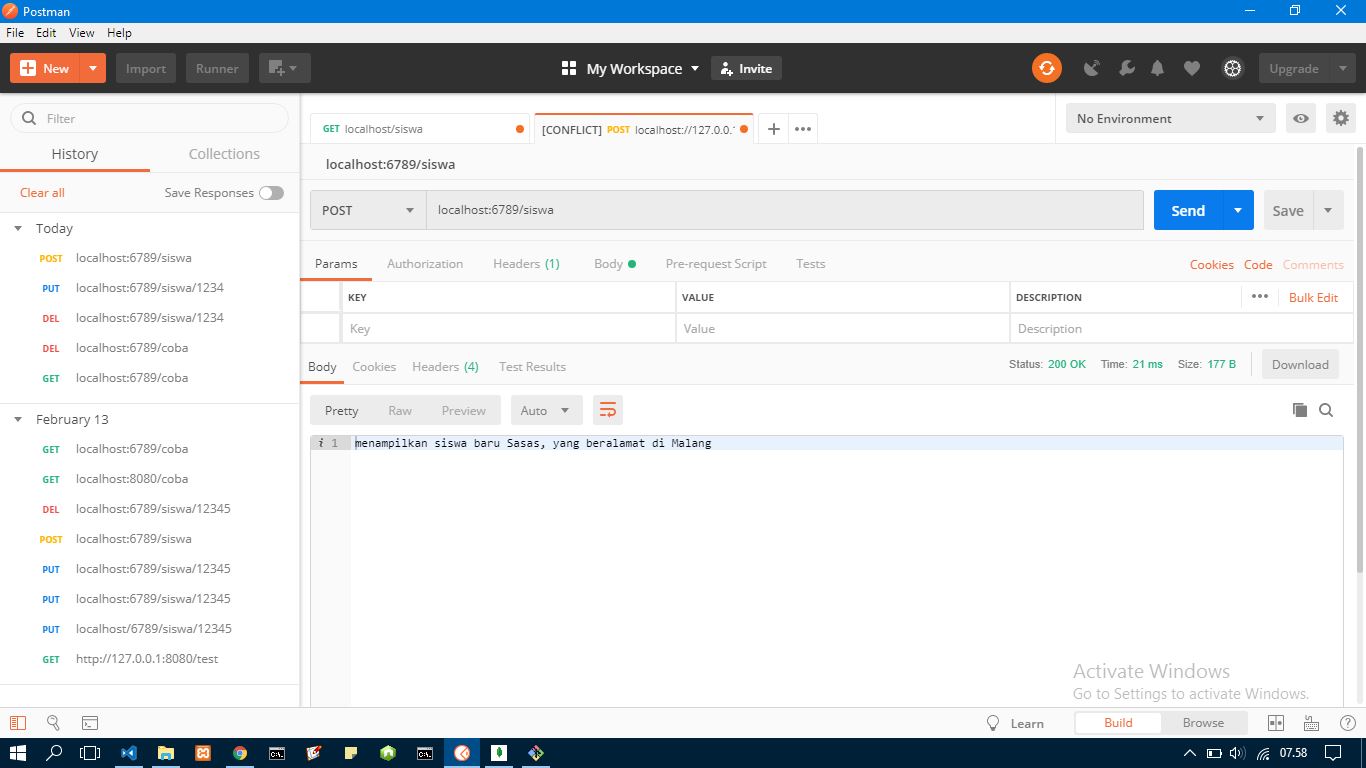 Postman
File Edit View Help
New Import Runner My Workspace Invite Upgrade
Filter
History Collections
Clear all Save Responses
Today
POST localhost:6789/siswa
PUT localhost:6789/siswa/1234
DEL localhost:6789/siswa/1234
DEL localhost:6789/coba
GET localhost:6789/coba
February 13
GET localhost:6789/coba
GET localhost:8080/coba
DEL localhost:6789/siswa/12345
POST localhost:6789/siswa
PUT localhost:6789/siswa/12345
PUT localhost:6789/siswa/12345
PUT localhost/6789/siswa/12345
GET http://127.0.0.1:8080/test
GET localhost/siswa [CONFLICT] POST localhost://127.0.0. No Environment
localhost:6789/siswa
POST localhost:6789/siswa Send Save
Params Authorization Headers (1) Body Pre-request Script Tests Cookies Code Comments
KEY VALUE DESCRIPTION Bulk Edit
Key Value Description
Body Cookies Headers (4) Test Results Status: 200 OK Time: 21 ms Size: 177 B Download
Pretty Raw Preview Auto
i 1 menampilkan siswa baru Sasas, yang beralamat di Malang
Activate Windows
Go to Settings to activate Windows.
Learn Build Browse
07.58